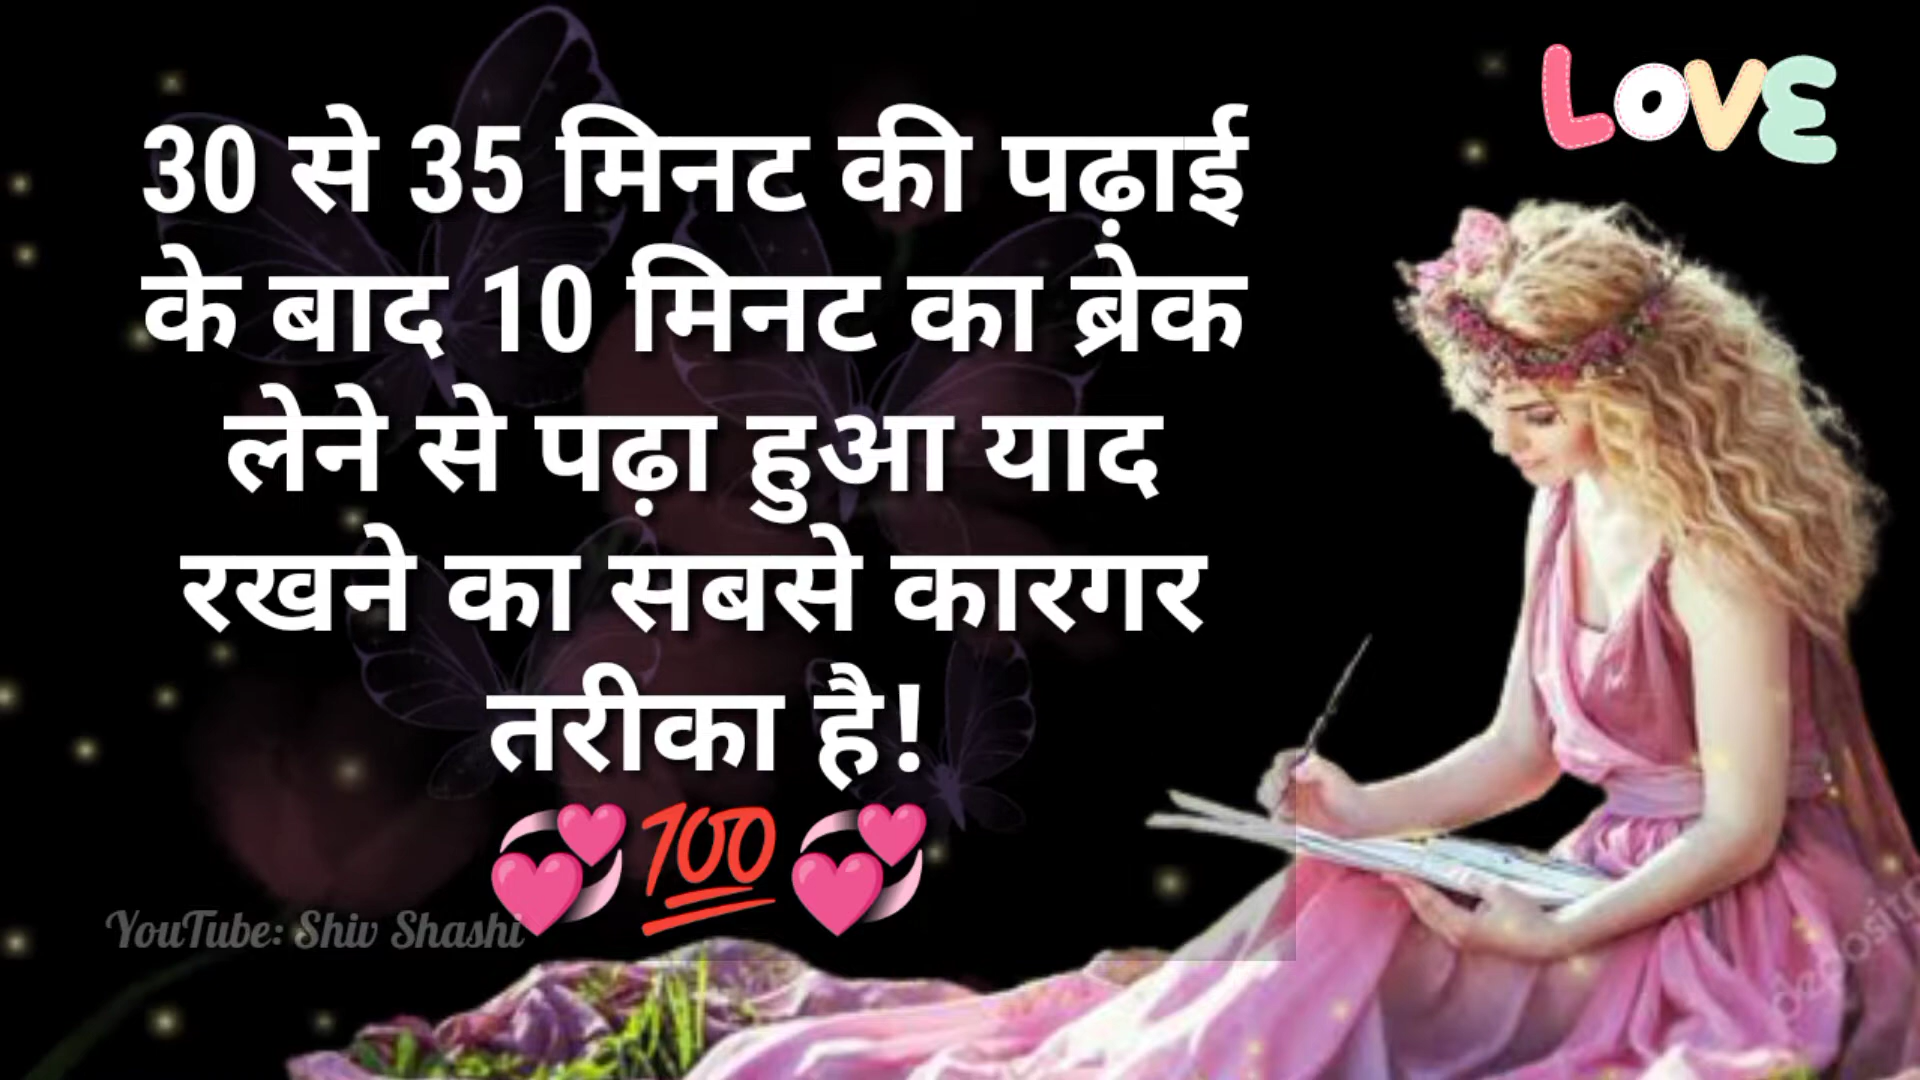 LOVE
30 से 35 मिनट की पढ़ाई
के बाद 10 मिनट का ब्रेक
लेने से पढ़ा हुआ याद
रखने का सबसे कारगर
तरीका है!
💞💯💞
YouTube: Shiv Shashi